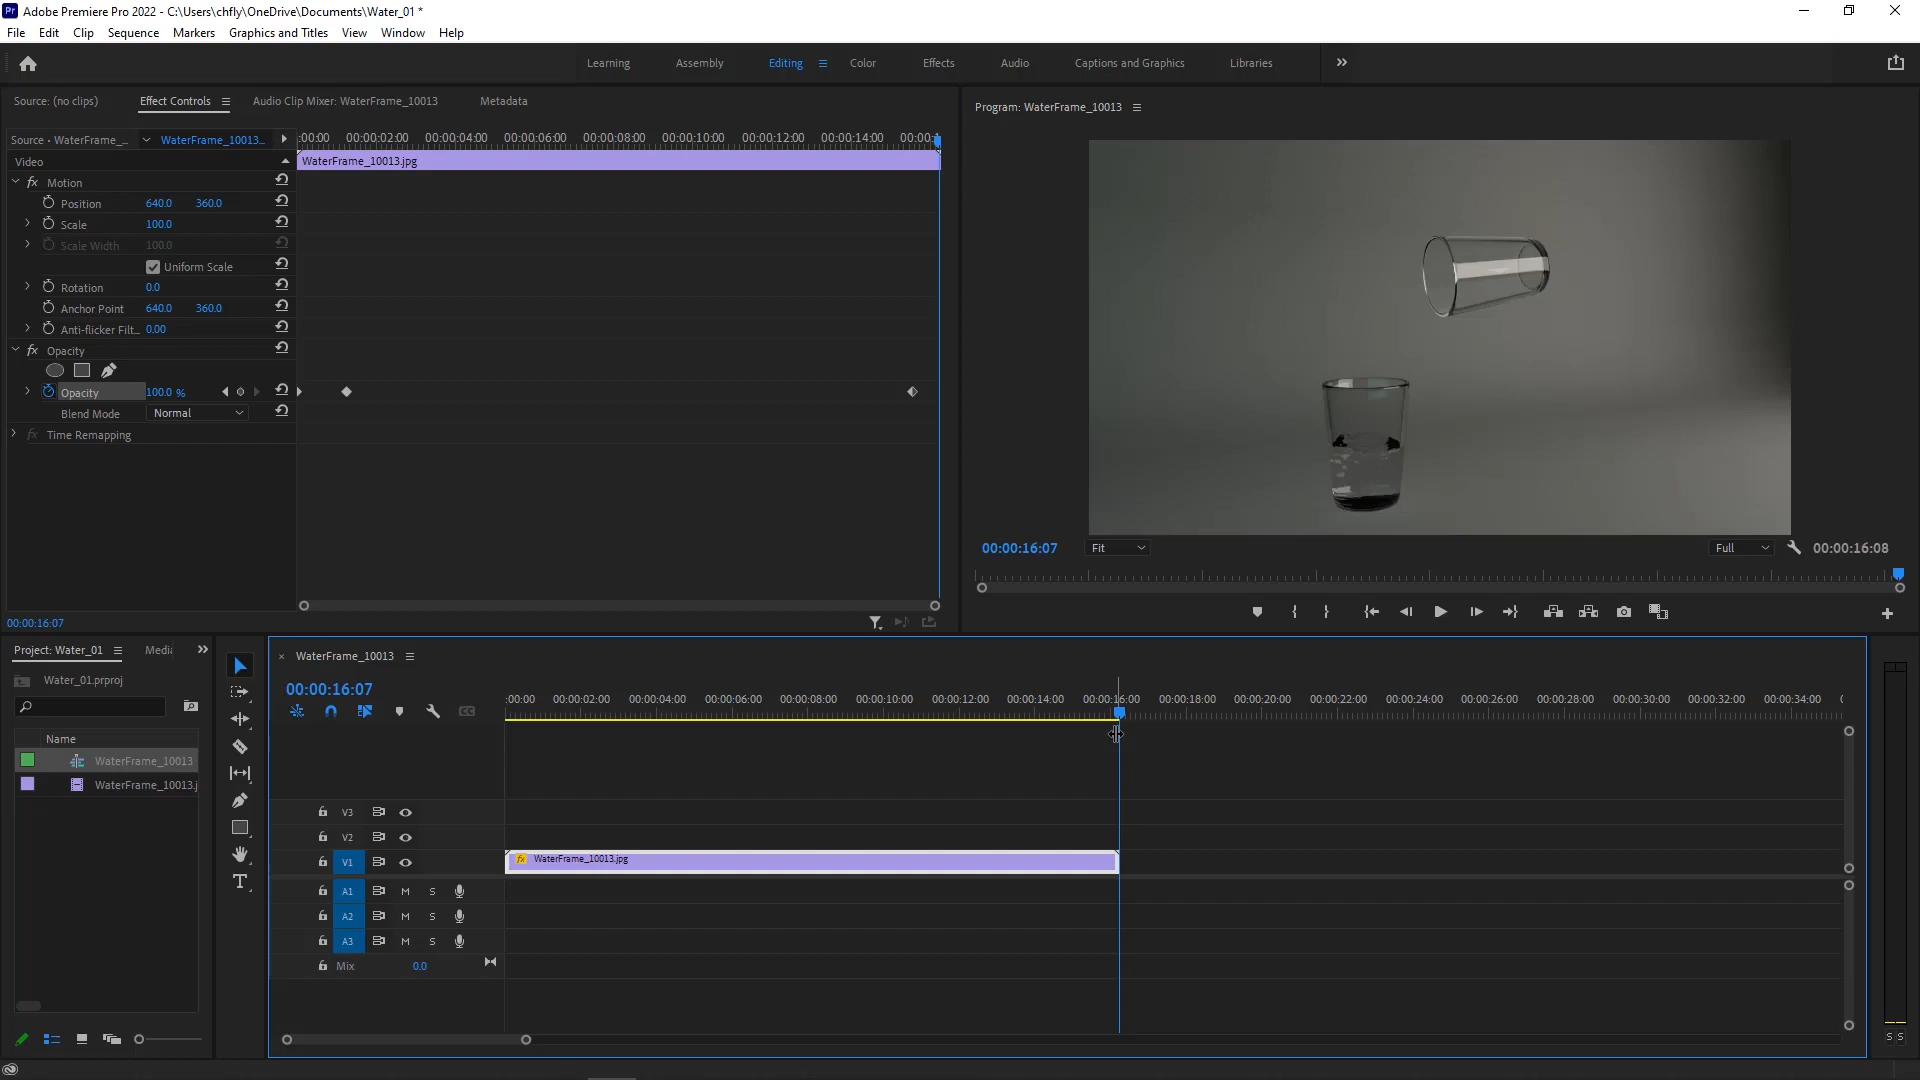 Pr Adobe Premiere Pro 2022 - C:\Users\chfly\OneDrive\Documents\Water_01 *
File Edit Clip Sequence Markers Graphics and Titles View Window Help
Learning Assembly Editing Color Effects Audio Captions and Graphics Libraries
Source: (no clips) Effect Controls Audio Clip Mixer: WaterFrame_10013 Metadata
Program: WaterFrame_10013
Source • WaterFrame_... WaterFrame_10013...
:00:00 00:00:02:00 00:00:04:00 00:00:06:00 00:00:08:00 00:00:10:00 00:00:12:00 00:00:14:00 00:00:1
Video
WaterFrame_10013.jpg
fx Motion
Position 640.0 360.0
Scale 100.0
Scale Width 100.0
Uniform Scale
Rotation 0.0
Anchor Point 640.0 360.0
Anti-flicker Filt... 0.00
fx Opacity
Opacity 100.0 %
Blend Mode Normal
fx Time Remapping
00:00:16:07 Fit Full 00:00:16:08
00:00:16:07
Project: Water_01 Media
Water_01.prproj
Name
WaterFrame_10013
WaterFrame_10013.j
T
× WaterFrame_10013
00:00:16:07
:00:00 00:00:02:00 00:00:04:00 00:00:06:00 00:00:08:00 00:00:10:00 00:00:12:00 00:00:14:00 00:00:16:00 00:00:18:00 00:00:20:00 00:00:22:00 00:00:24:00 00:00:26:00 00:00:28:00 00:00:30:00 00:00:32:00 00:00:34:00
CC
V3
V2
V1
fx WaterFrame_10013.jpg
A1 M S
A2 M S
A3 M S
Mix 0.0
S S